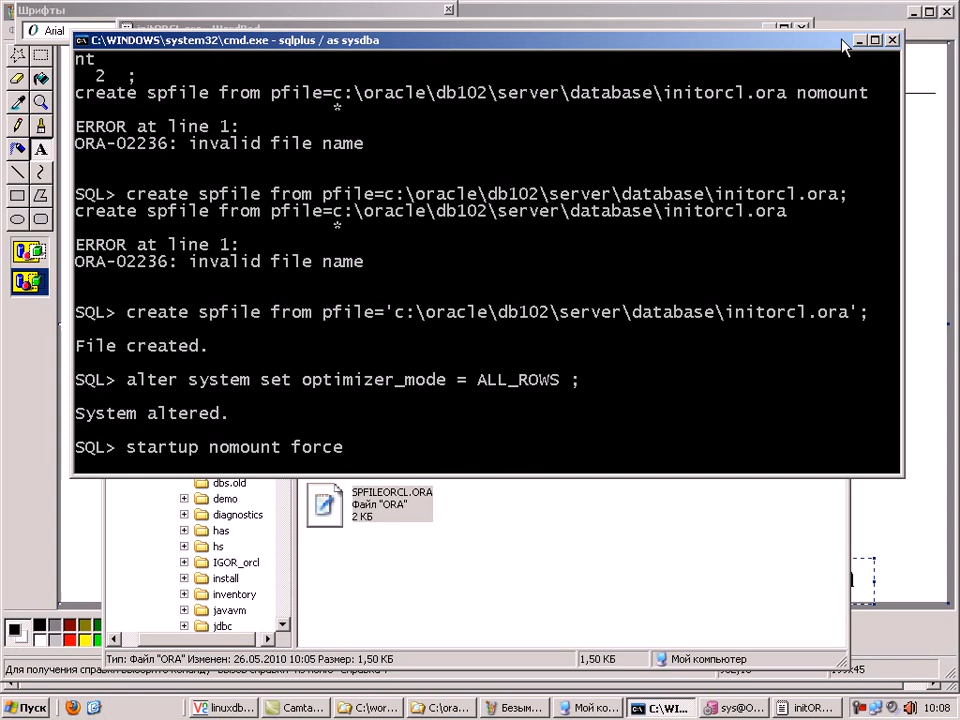 Шрифты
Arial
C:\WINDOWS\system32\cmd.exe - sqlplus / as sysdba
nt
2 ;
create spfile from pfile=c:\oracle\db102\server\database\initorcl.ora nomount
*
ERROR at line 1:
ORA-02236: invalid file name
SQL> create spfile from pfile=c:\oracle\db102\server\database\initorcl.ora;
create spfile from pfile=c:\oracle\db102\server\database\initorcl.ora
*
ERROR at line 1:
ORA-02236: invalid file name
SQL> create spfile from pfile='c:\oracle\db102\server\database\initorcl.ora';
File created.
SQL> alter system set optimizer_mode = ALL_ROWS ;
System altered.
SQL> startup nomount force
dbs.old
demo
diagnostics
has
hs
IGOR_orcl
install
inventory
javavm
jdbc
SPFILEORCL.ORA
Файл "ORA"
2 КБ
Тип: Файл "ORA" Изменен: 26.05.2010 10:05 Размер: 1,50 КБ
1,50 КБ
Мой компьютер
Для получения
Пуск
linuxdb...
Camta...
C:\wor...
C:\ora...
Безым...
Мой ко...
C:\WI...
sys@O...
initOR...
10:08